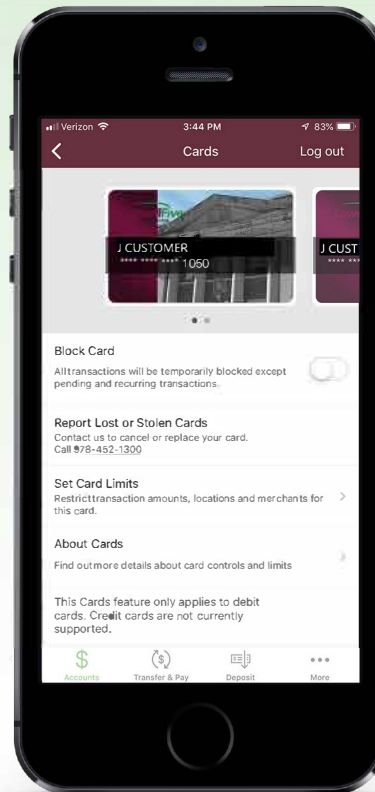 Verizon 3:44 PM 83%
Cards Log out
Five
J CUSTOMER
**** **** **** 1050
J CUST
**** ***
Block Card
Alltransactions will be temporarily blocked except
pending and recurring transactions.
Report Lost or Stolen Cards
Contact us to cancel or replace your card.
Call 978-452-1300
Set Card Limits
Restricttransaction amounts, locations and merchants for
this card.
About Cards
Find outmore details about card controls and limits
This Cards feature only applies to debit
cards. Credit cards are not currently
supported.
Accounts Transfer & Pay Deposit More